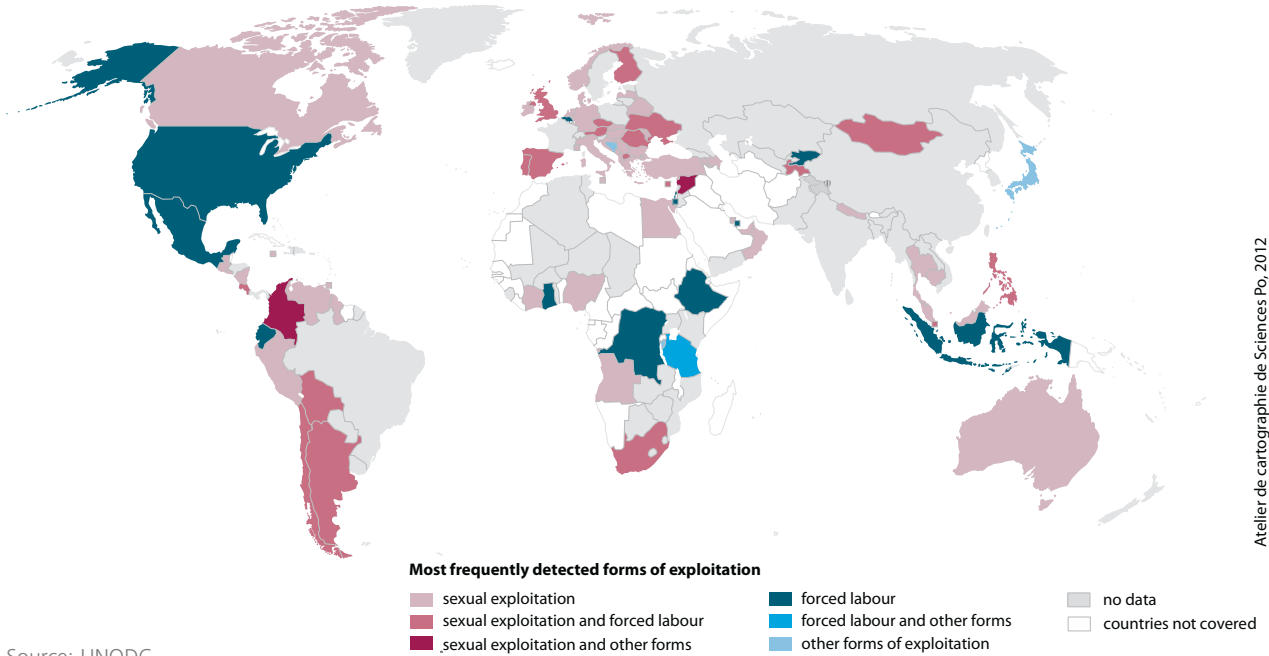 Atelier de cartographie de Sciences Po, 2012
Most frequently detected forms of exploitation
sexual exploitation
sexual exploitation and forced labour
sexual exploitation and other forms
forced labour
forced labour and other forms
other forms of exploitation
no data
countries not covered
Source: UNODC